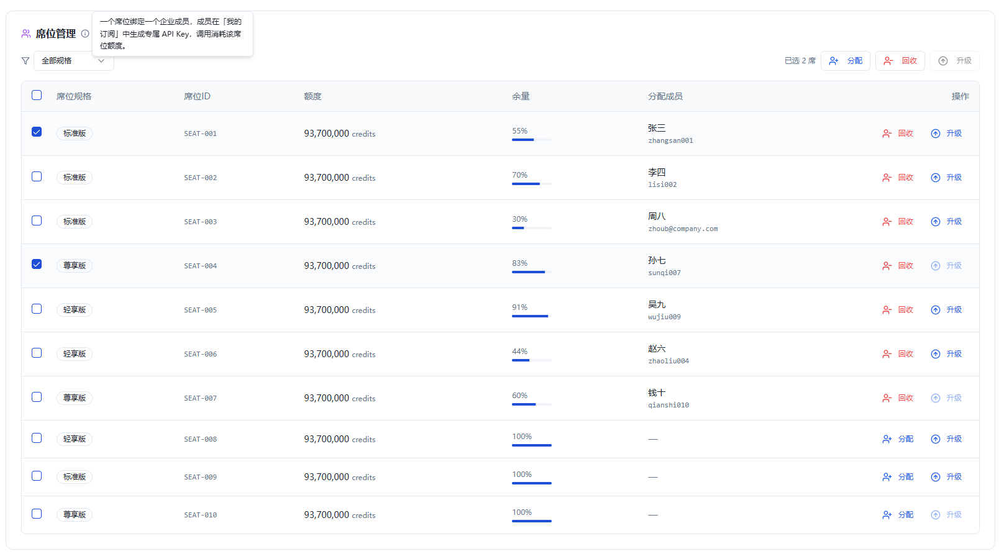 席位管理
一个席位绑定一个企业成员，成员在「我的
订阅」中生成专属 API Key，调用消耗该席
位额度。
全部规格
已选 2 席 分配 回收 升级
席位规格 席位ID 额度 余量 分配成员 操作
标准版 SEAT-001 93,700,000 credits 55% 张三 zhangsan001 回收 升级
标准版 SEAT-002 93,700,000 credits 70% 李四 lisi002 回收 升级
标准版 SEAT-003 93,700,000 credits 30% 周八 zhoub@company.com 回收 升级
尊享版 SEAT-004 93,700,000 credits 83% 孙七 sunqi007 回收 升级
轻享版 SEAT-005 93,700,000 credits 91% 吴九 wujiu009 回收 升级
轻享版 SEAT-006 93,700,000 credits 44% 赵六 zhaoliu004 回收 升级
尊享版 SEAT-007 93,700,000 credits 60% 钱十 qianshi010 回收 升级
轻享版 SEAT-008 93,700,000 credits 100% — 分配 升级
标准版 SEAT-009 93,700,000 credits 100% — 分配 升级
尊享版 SEAT-010 93,700,000 credits 100% — 分配 升级